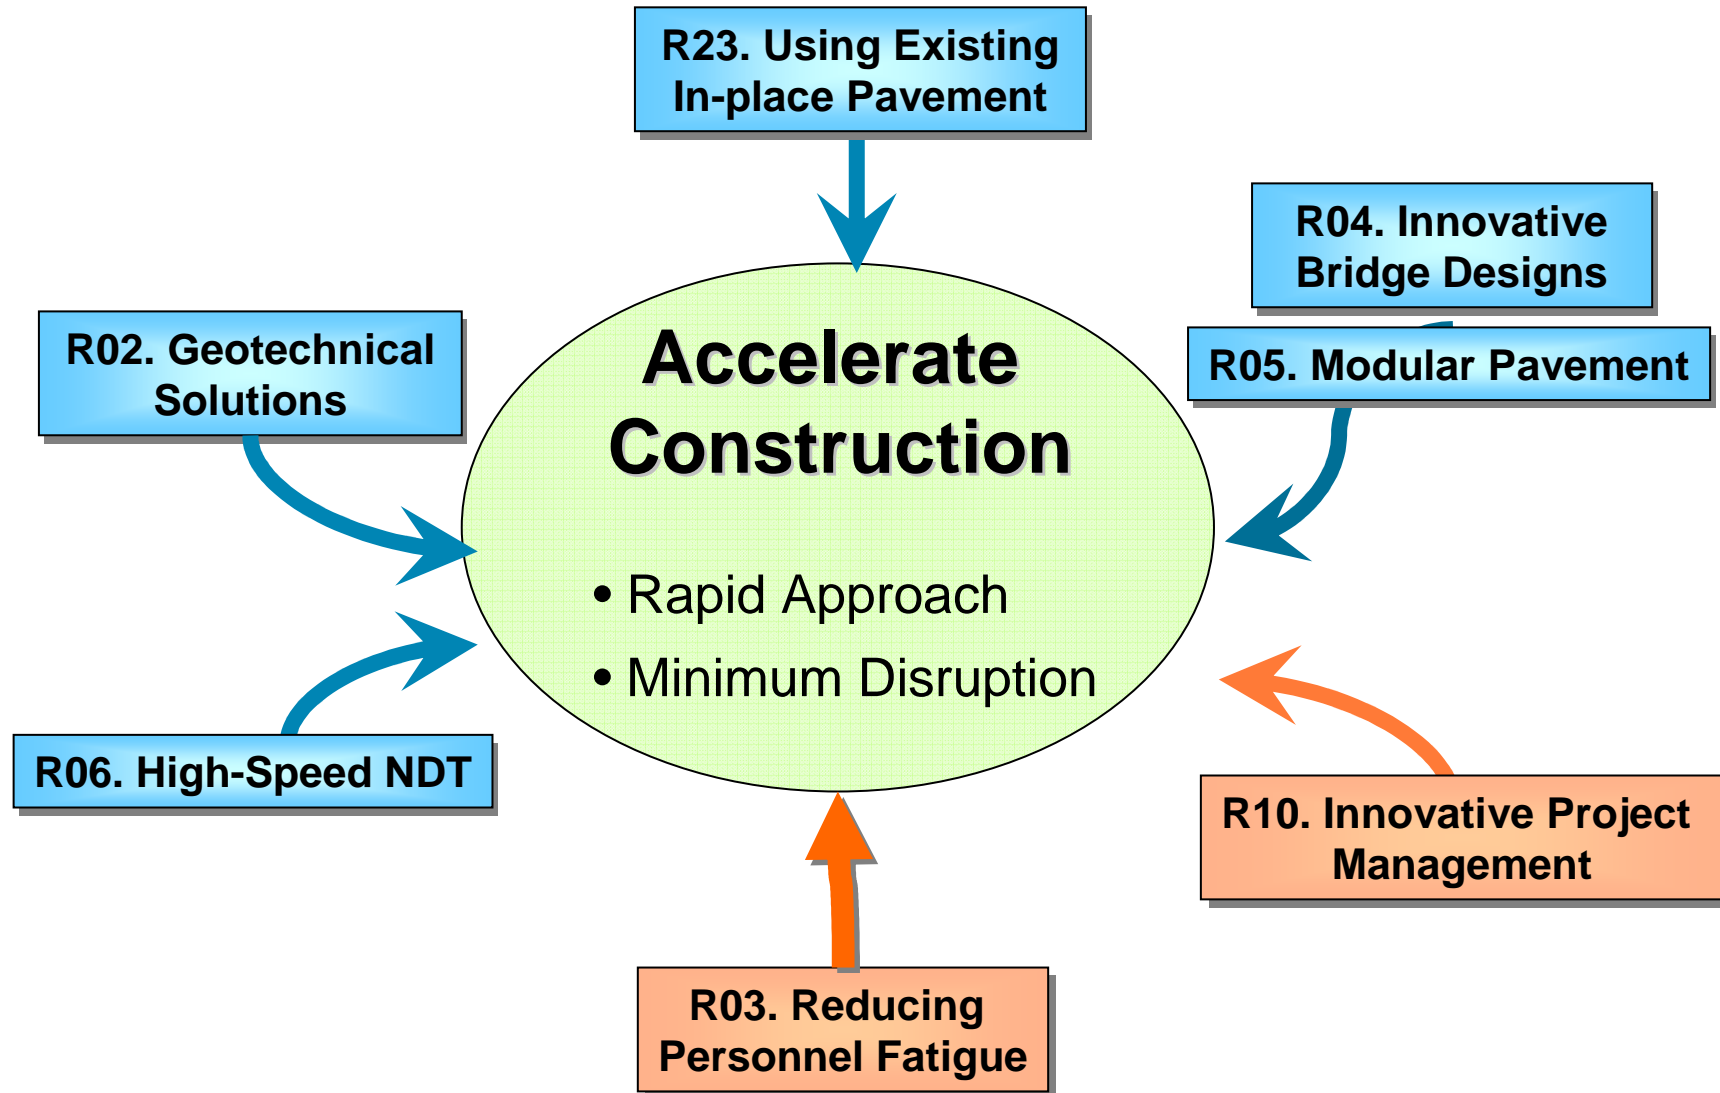 R23. Using Existing
In-place Pavement
R04. Innovative
Bridge Designs
R02. Geotechnical
Solutions
R05. Modular Pavement
Accelerate
Construction
• Rapid Approach
• Minimum Disruption
R06. High-Speed NDT
R10. Innovative Project
Management
R03. Reducing
Personnel Fatigue